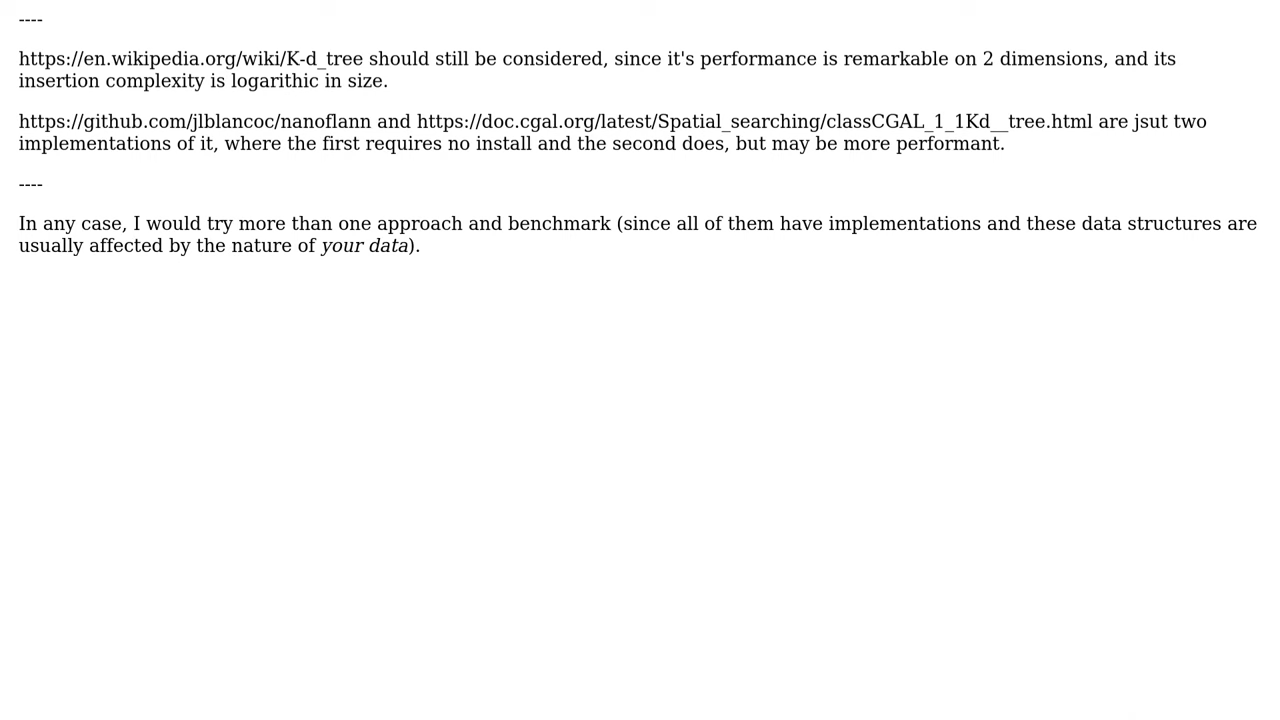 ----
https://en.wikipedia.org/wiki/K-d_tree should still be considered, since it's performance is remarkable on 2 dimensions, and its
insertion complexity is logarithic in size.
https://github.com/jlblancoc/nanoflann and https://doc.cgal.org/latest/Spatial_searching/classCGAL_1_1Kd__tree.html are jsut two
implementations of it, where the first requires no install and the second does, but may be more performant.
----
In any case, I would try more than one approach and benchmark (since all of them have implementations and these data structures are
usually affected by the nature of your data).